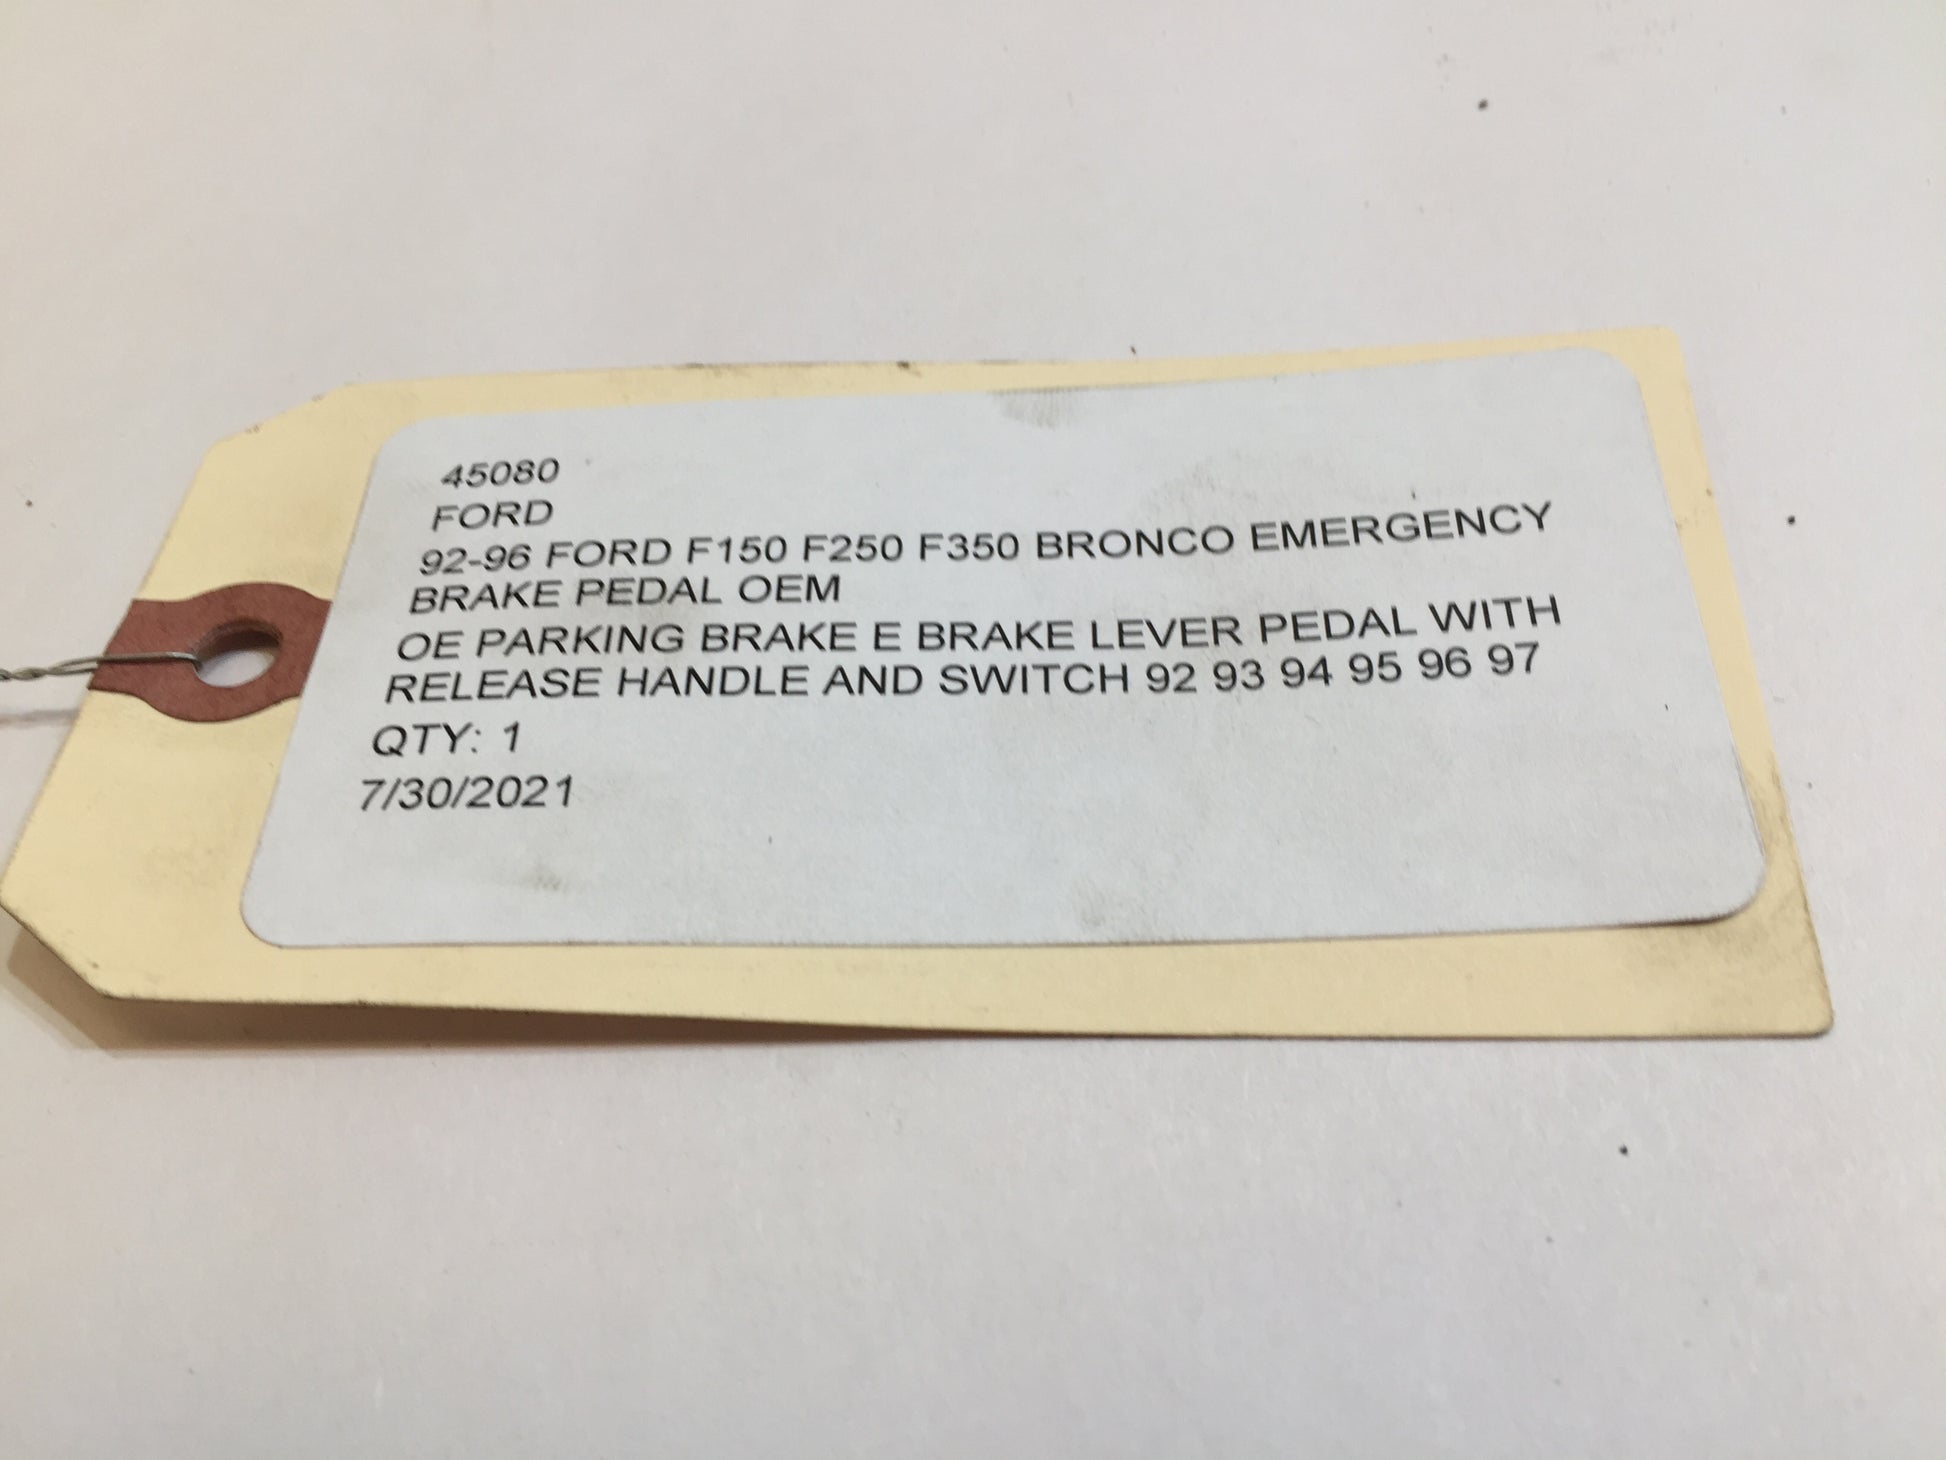 45080
FORD
92-96 FORD F150 F250 F350 BRONCO EMERGENCY
BRAKE PEDAL OEM
OE PARKING BRAKE E BRAKE LEVER PEDAL WITH
RELEASE HANDLE AND SWITCH 92 93 94 95 96 97
QTY: 1
7/30/2021